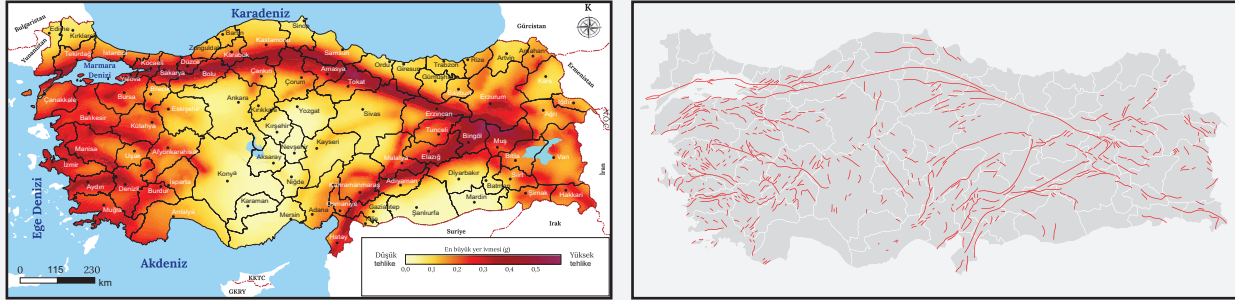 Karadeniz
K
Bulgaristan
Yunanistan
Gürcistan
Ermenistan
İran
Irak
Suriye
Edirne
Kırklareli
Tekirdağ
İstanbul
Marmara
Denizi
Yalova
Kocaeli
Sakarya
Düzce
Bolu
Zonguldak
Bartın
Karabük
Kastamonu
Sinop
Samsun
Çankırı
Çorum
Amasya
Tokat
Ordu
Giresun
Trabzon
Gümüşhane
Rize
Artvin
Ardahan
Kars
Erzurum
Ağrı
Çanakkale
Balıkesir
Bursa
Eskişehir
Kütahya
Ankara
Kırıkkale
Yozgat
Kırşehir
Sivas
Erzincan
Tunceli
Bingöl
Muş
Elazığ
Malatya
Bitlis
Van
Manisa
İzmir
Uşak
Afyonkarahisar
Nevşehir
Kayseri
Aksaray
Niğde
Konya
Karaman
Aydın
Denizli
Burdur
Isparta
Muğla
Antalya
Mersin
Adana
Kahramanmaraş
Osmaniye
Gaziantep
Hatay
Adıyaman
Şanlıurfa
Diyarbakır
Mardin
Batman
Siirt
Şırnak
Hakkari
Ege Denizi
Akdeniz
KKTC
GKRY
0 115 230
km
En büyük yer ivmesi (g)
Düşük
tehlike
Yüksek
tehlike
0,0 0,1 0,2 0,3 0,4 0,5